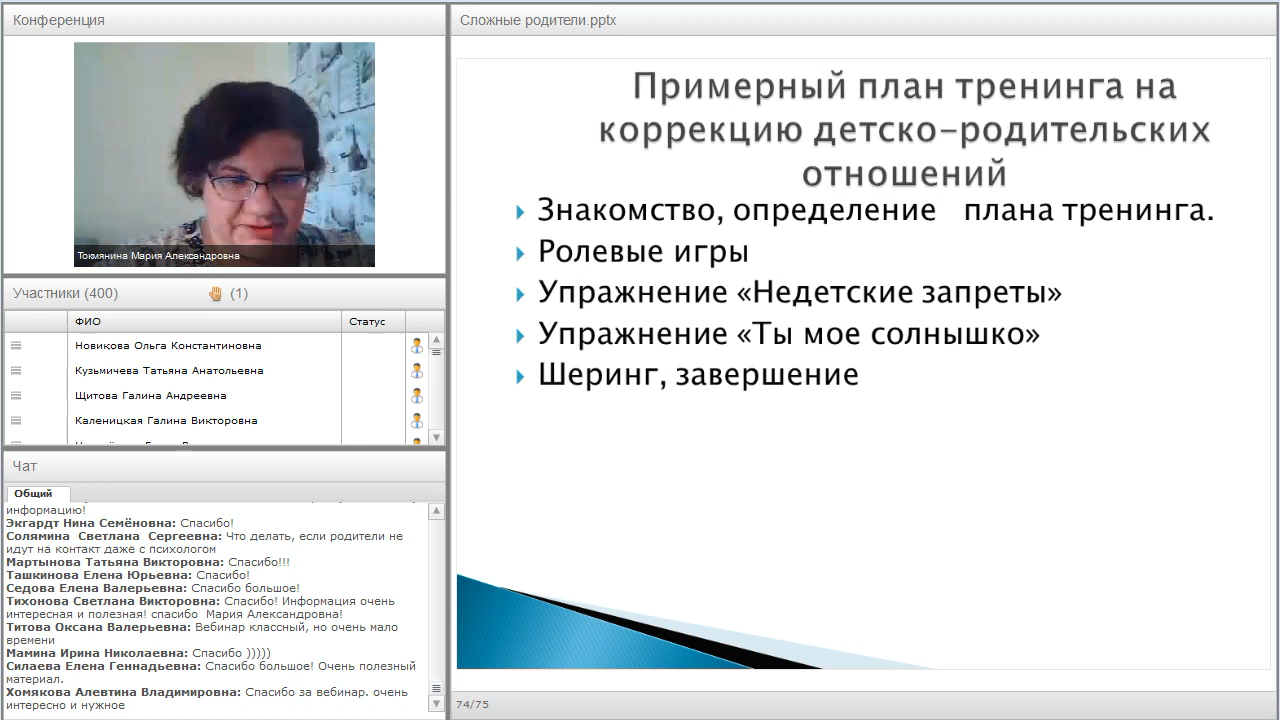 Конференция
Токмянина Мария Александровна
Участники (400)
(1)
ФИО
Статус
Новикова Ольга Константиновна
Кузьмичева Татьяна Анатольевна
Щитова Галина Андреевна
Каленицкая Галина Викторовна
Чат
Общий
информацию!
Экгардт Нина Семёновна: Спасибо!
Солямина Светлана Сергеевна: Что делать, если родители не
идут на контакт даже с психологом
Мартынова Татьяна Викторовна: Спасибо!!!
Ташкинова Елена Юрьевна: Спасибо!
Седова Елена Валерьевна: Спасибо большое!
Тихонова Светлана Викторовна: Спасибо! Информация очень
интересная и полезная! спасибо Мария Александровна!
Титова Оксана Валерьевна: Вебинар классный, но очень мало
времени
Мамина Ирина Николаевна: Спасибо )))))
Силаева Елена Геннадьевна: Спасибо большое! Очень полезный
материал.
Хомякова Алевтина Владимировна: Спасибо за вебинар. очень
интересно и нужное
Сложные родители.pptx
Примерный план тренинга на
коррекцию детско-родительских
отношений
Знакомство, определение плана тренинга.
Ролевые игры
Упражнение «Недетские запреты»
Упражнение «Ты мое солнышко»
Шеринг, завершение
74/75